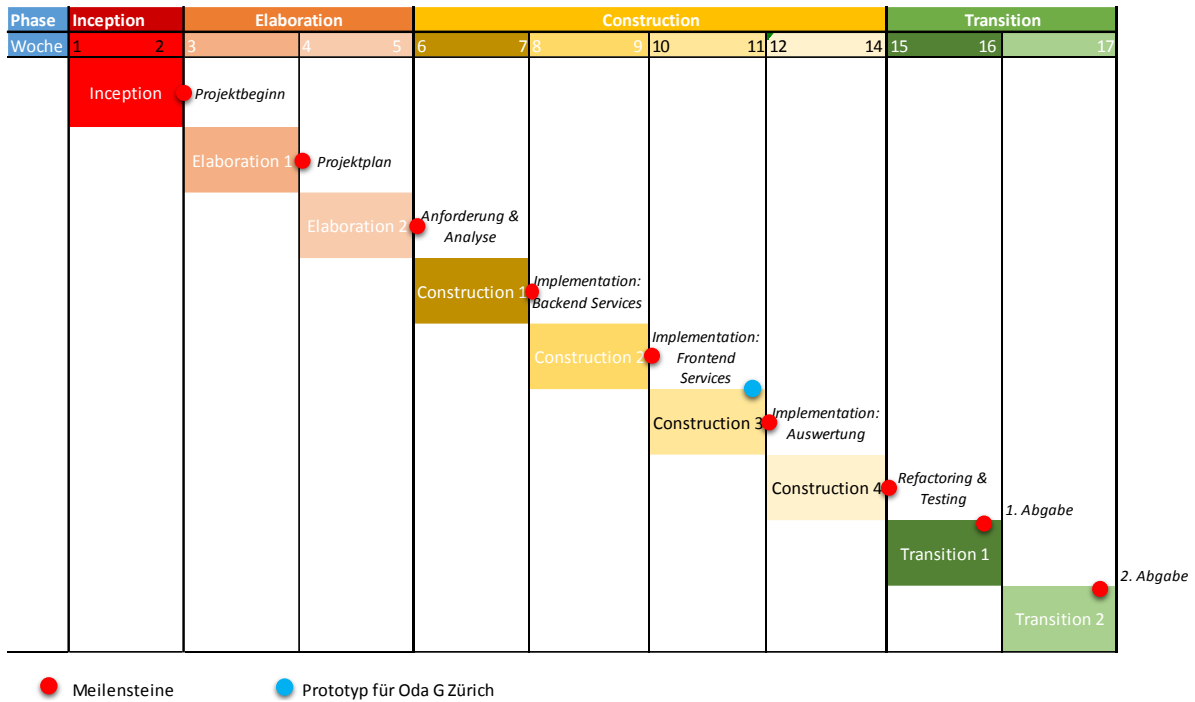 Phase Inception Elaboration Construction Transition
Woche 1 2 3 4 5 6 7 8 9 10 11 12 14 15 16 17
Inception
Projektbeginn
Elaboration 1
Projektplan
Elaboration 2
Anforderung &
Analyse
Construction 1
Implementation:
Backend Services
Construction 2
Implementation:
Frontend
Services
Construction 3
Implementation:
Auswertung
Construction 4
Refactoring &
Testing
1. Abgabe
Transition 1
2. Abgabe
Transition 2
Meilensteine
Prototyp für Oda G Zürich